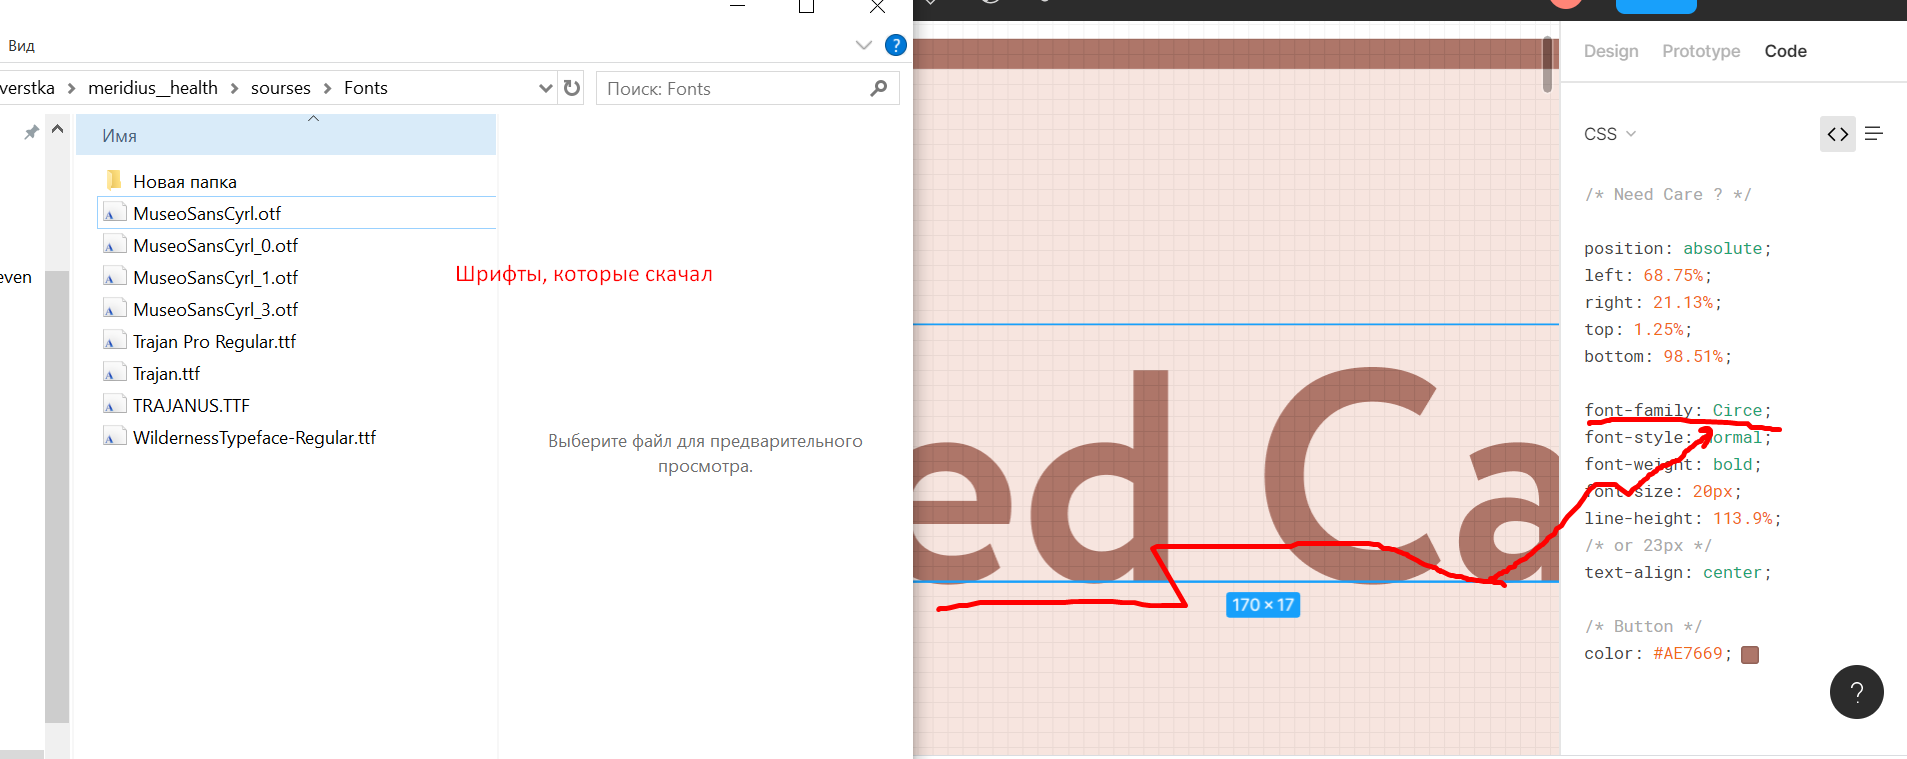 Вид
verstka > meridius_health > sourses > Fonts
Поиск: Fonts
Имя
even
Новая папка
MuseoSansCyrl.otf
MuseoSansCyrl_0.otf
MuseoSansCyrl_1.otf
MuseoSansCyrl_3.otf
Trajan Pro Regular.ttf
Trajan.ttf
TRAJANUS.TTF
WildernessTypeface-Regular.ttf
Шрифты, которые скачал
Выберите файл для предварительного
просмотра.
ed Ca
170 × 17
Design Prototype Code
CSS
/* Need Care ? */
position: absolute;
left: 68.75%;
right: 21.13%;
top: 1.25%;
bottom: 98.51%;
font-family: Circe;
font-style: normal;
font-weight: bold;
font-size: 20px;
line-height: 113.9%;
/* or 23px */
text-align: center;
/* Button */
color: #AE7669;
?